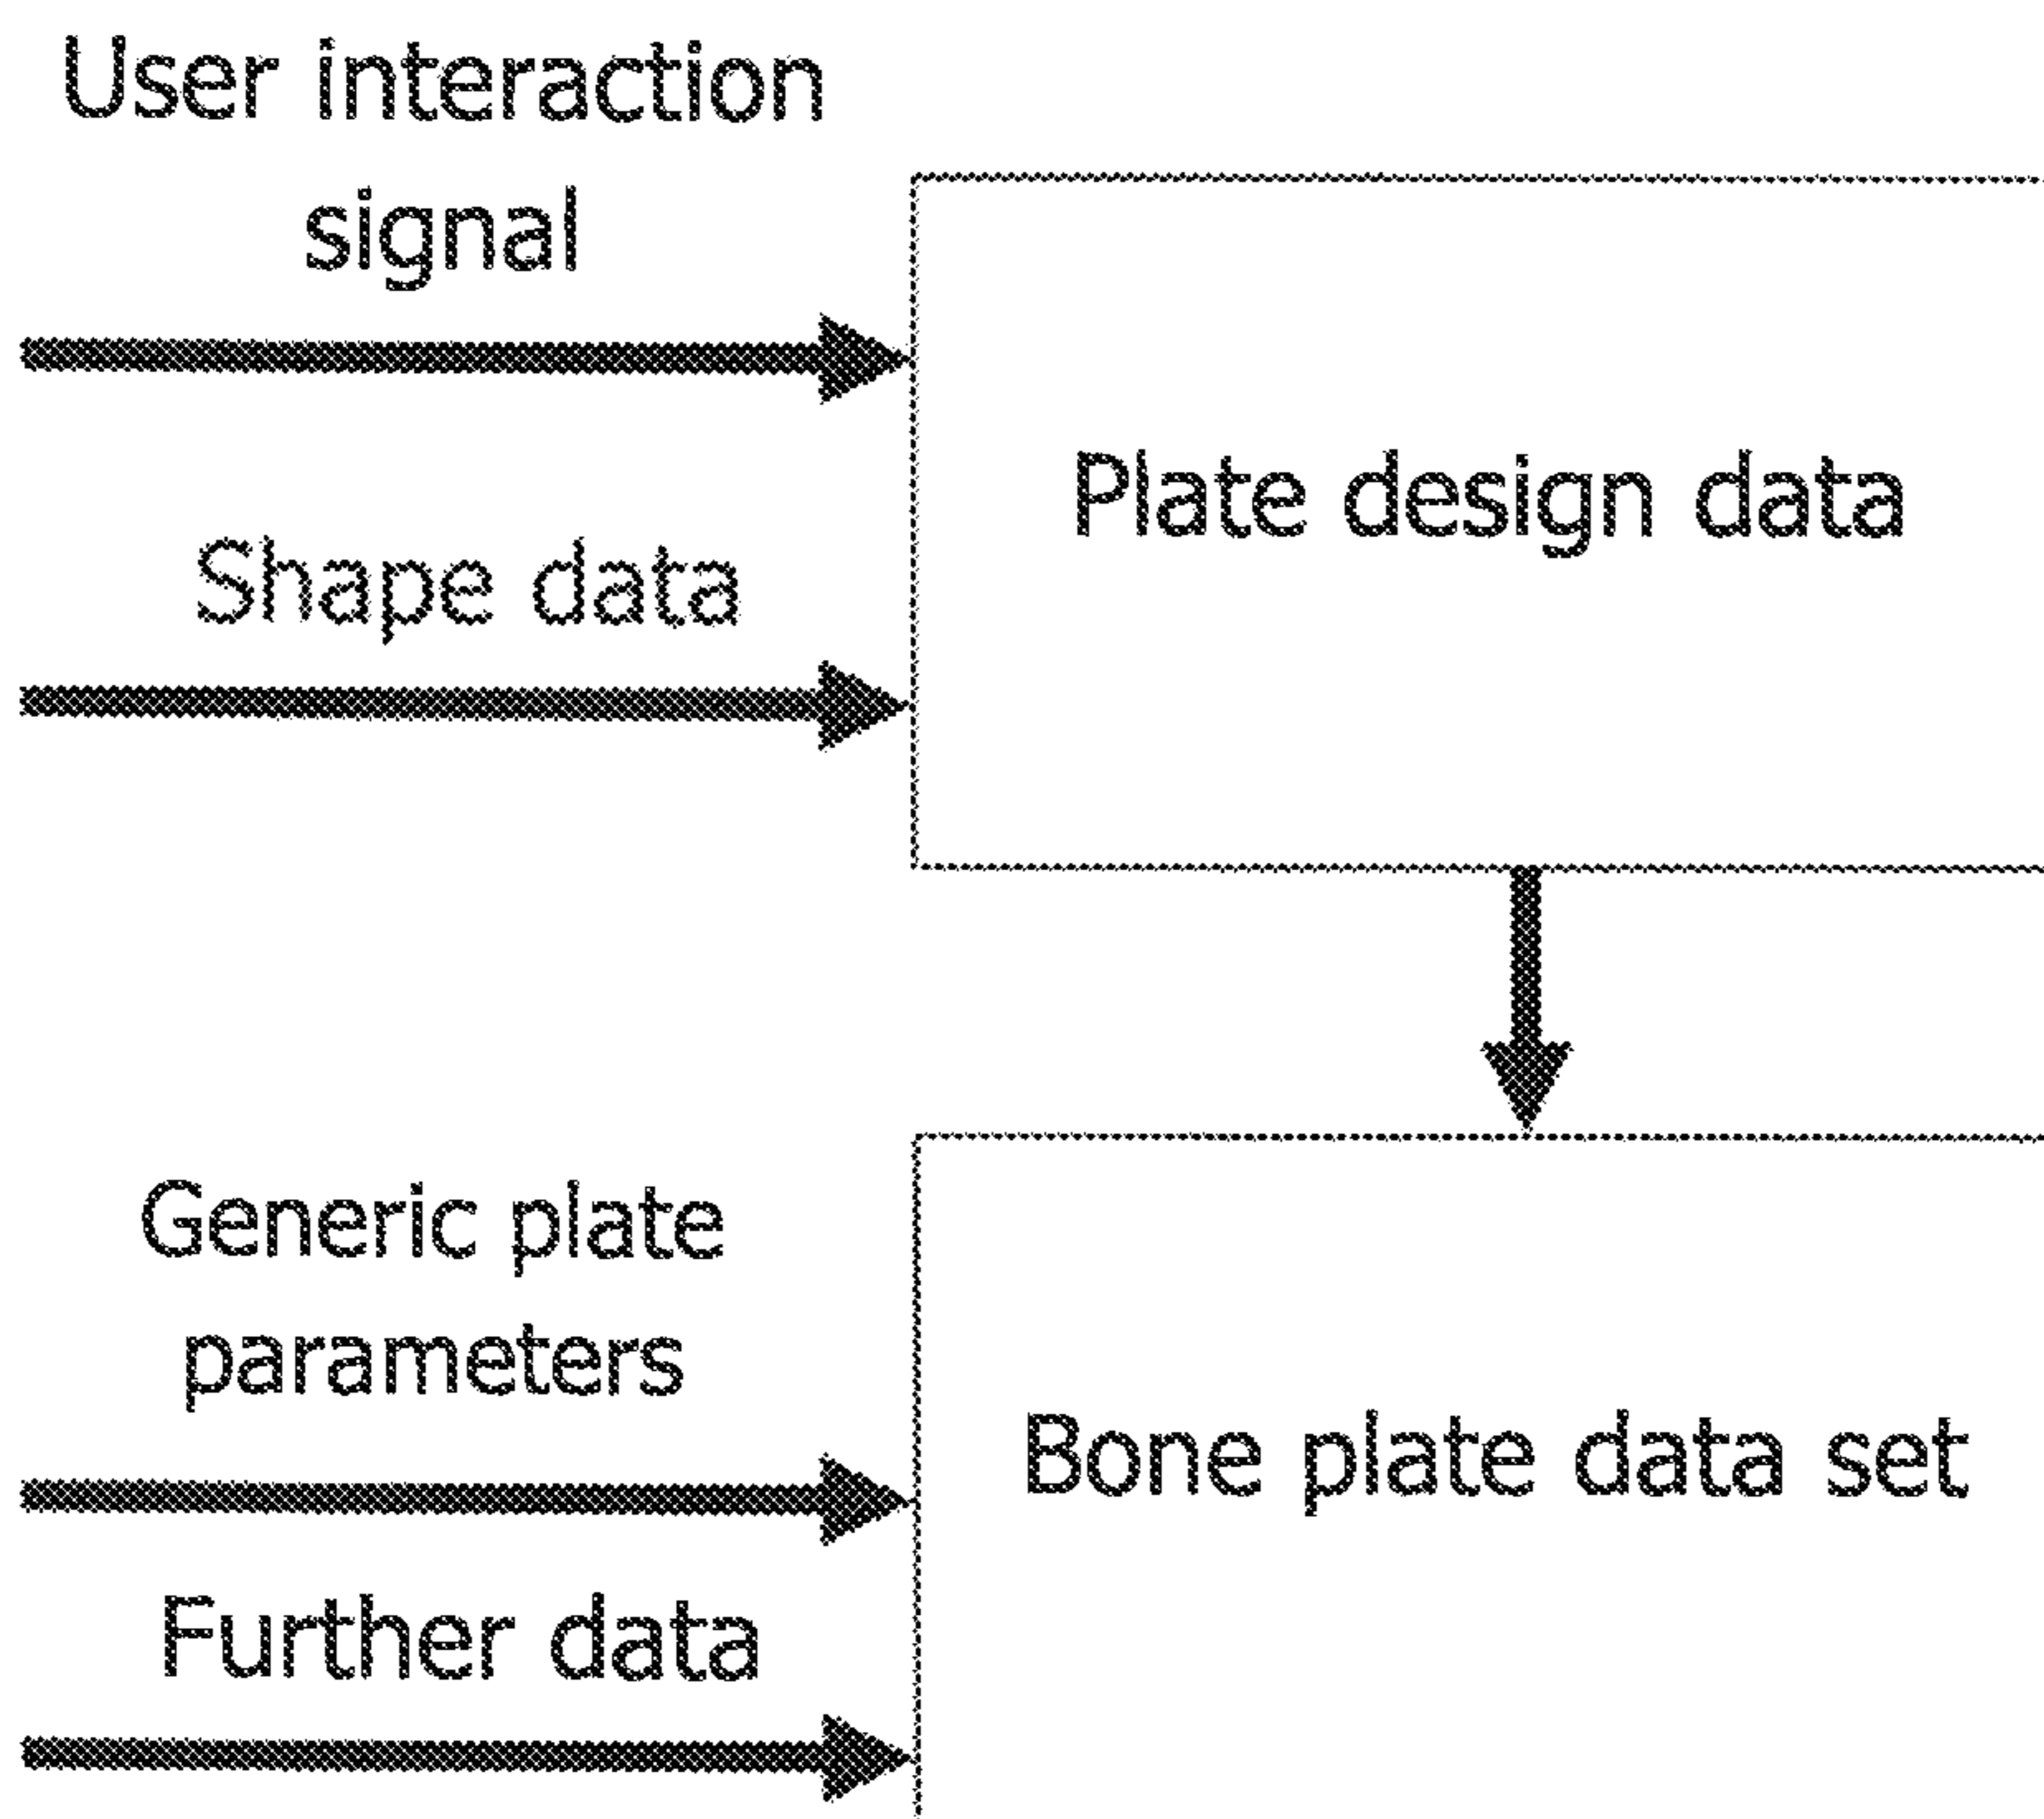 User interaction
signal
Plate design data
Shape data
Generic plate
parameters
Bone plate data set
Further data